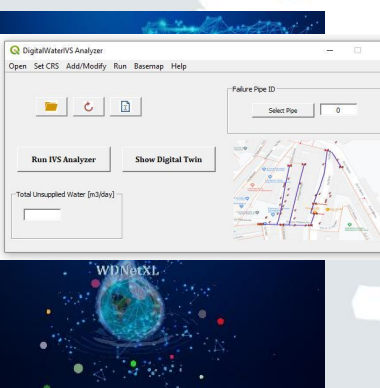 DigitalWaterIVS Analyzer
Open Set CRS Add/Modify Run Basemap Help
Failure Pipe ID
Select Pipe 0
Run IVS Analyzer Show Digital Twin
Total Unsupplied Water [m3/day]
WDNetXL